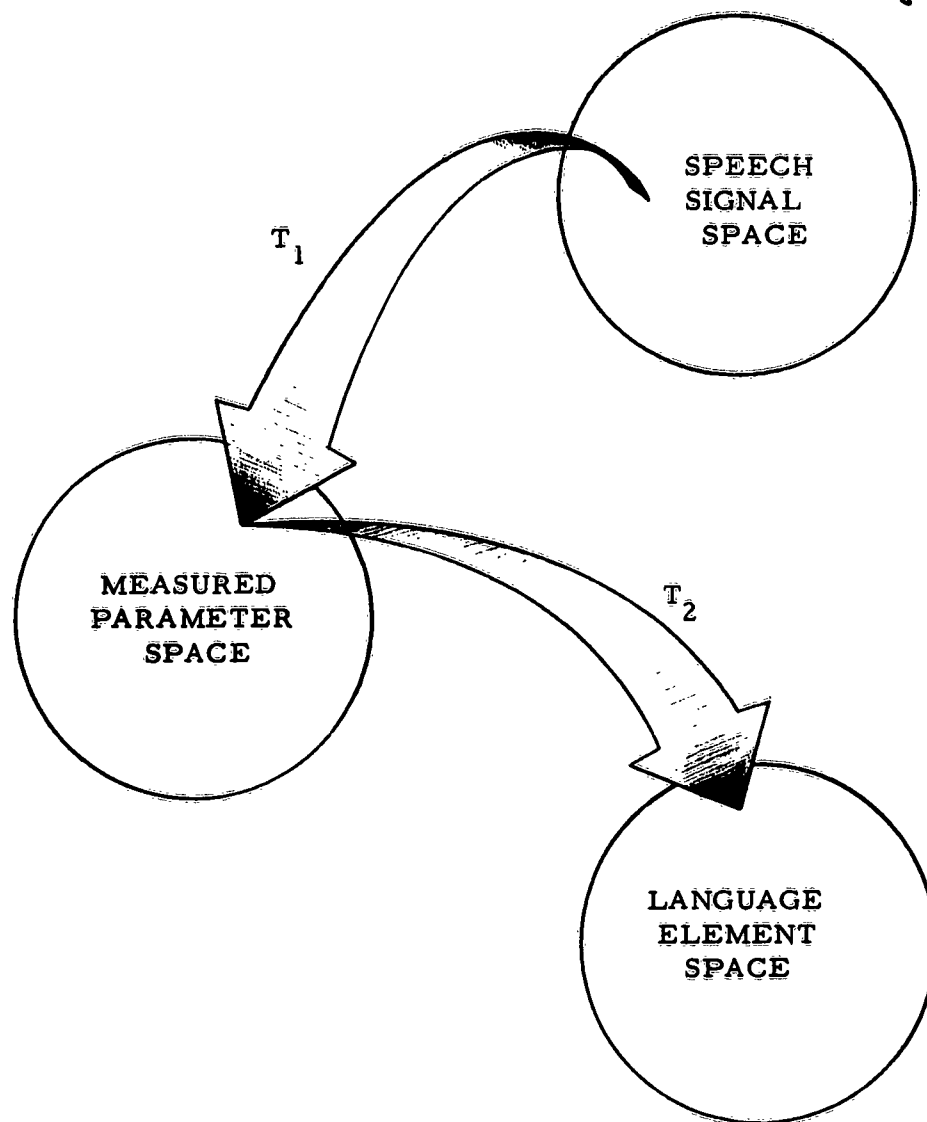 SPEECH
SIGNAL
SPACE
T1
MEASURED
PARAMETER
SPACE
T2
LANGUAGE
ELEMENT
SPACE